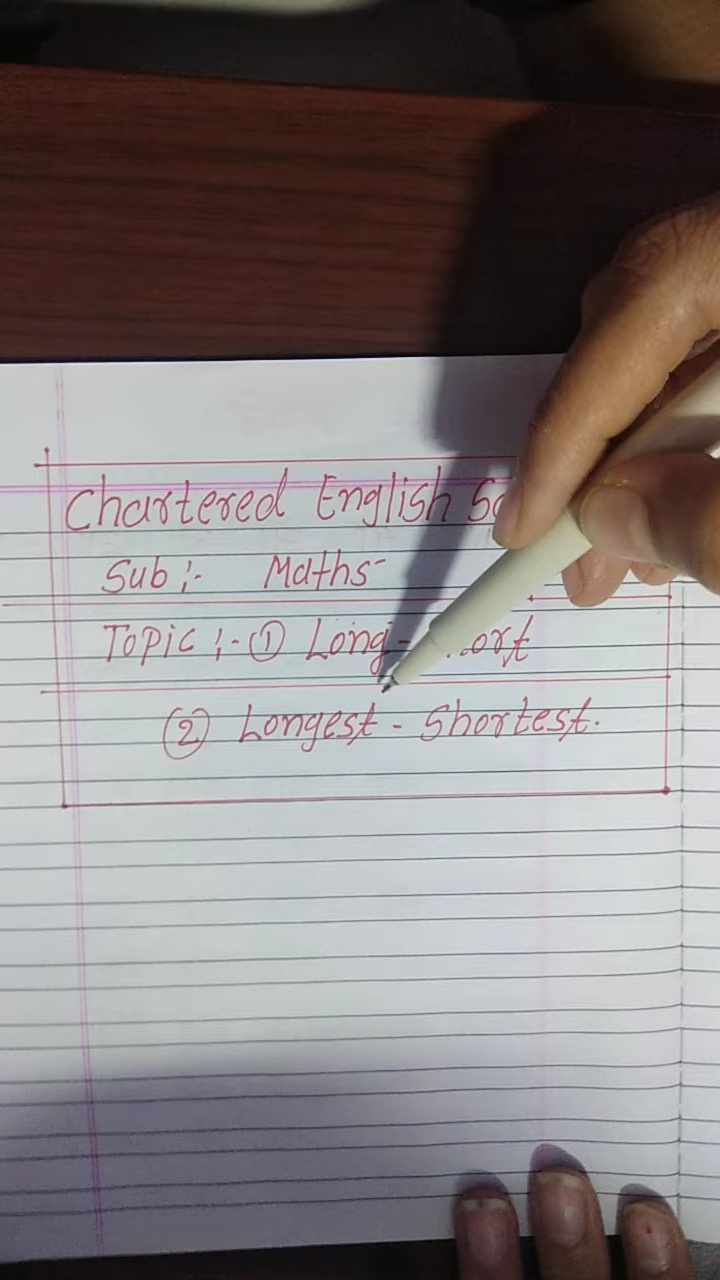 Chartered English
Sub :- Maths
Topic :- ① Long -
② Longest - Shortest.